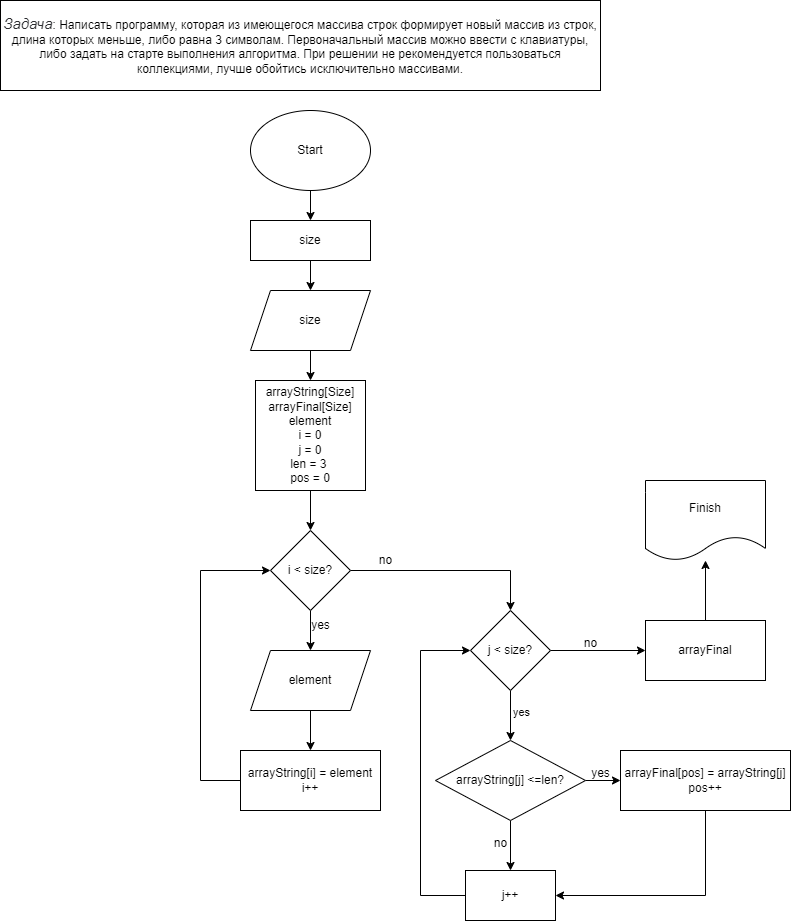 Задача: Написать программу, которая из имеющегося массива строк формирует новый массив из строк,
длина которых меньше, либо равна 3 символам. Первоначальный массив можно ввести с клавиатуры,
либо задать на старте выполнения алгоритма. При решении не рекомендуется пользоваться
коллекциями, лучше обойтись исключительно массивами.
Start
size
size
arrayString[Size]
arrayFinal[Size]
element
i = 0
j = 0
len = 3
pos = 0
i < size?
no
yes
element
arrayString[i] = element
i++
j < size?
no
arrayFinal
Finish
yes
arrayString[j] <=len?
yes
arrayFinal[pos] = arrayString[j]
pos++
no
j++